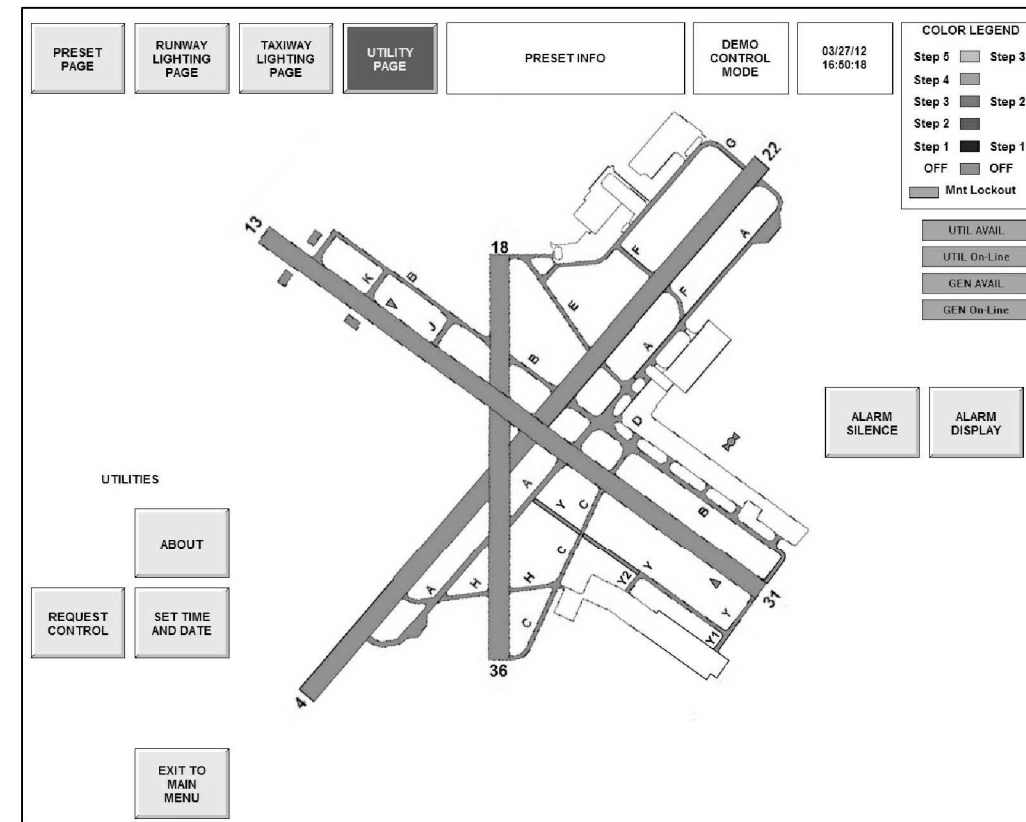 PRESET
PAGE
RUNWAY
LIGHTING
PAGE
TAXIWAY
LIGHTING
PAGE
UTILITY
PAGE
PRESET INFO
DEMO
CONTROL
MODE
03/27/12
16:50:18
COLOR LEGEND
Step 5 Step 3
Step 4
Step 3 Step 2
Step 2
Step 1 Step 1
OFF OFF
Mnt Lockout
UTIL AVAIL
UTIL On-Line
GEN AVAIL
GEN On-Line
ALARM
SILENCE
ALARM
DISPLAY
G
22
13
18
A
F
K
B
E
F
J
B
A
D
A
Y
C
B
C
Y
A
H
H
Y2
31
C
Y
Y1
36
4
UTILITIES
ABOUT
REQUEST
CONTROL
SET TIME
AND DATE
EXIT TO
MAIN
MENU